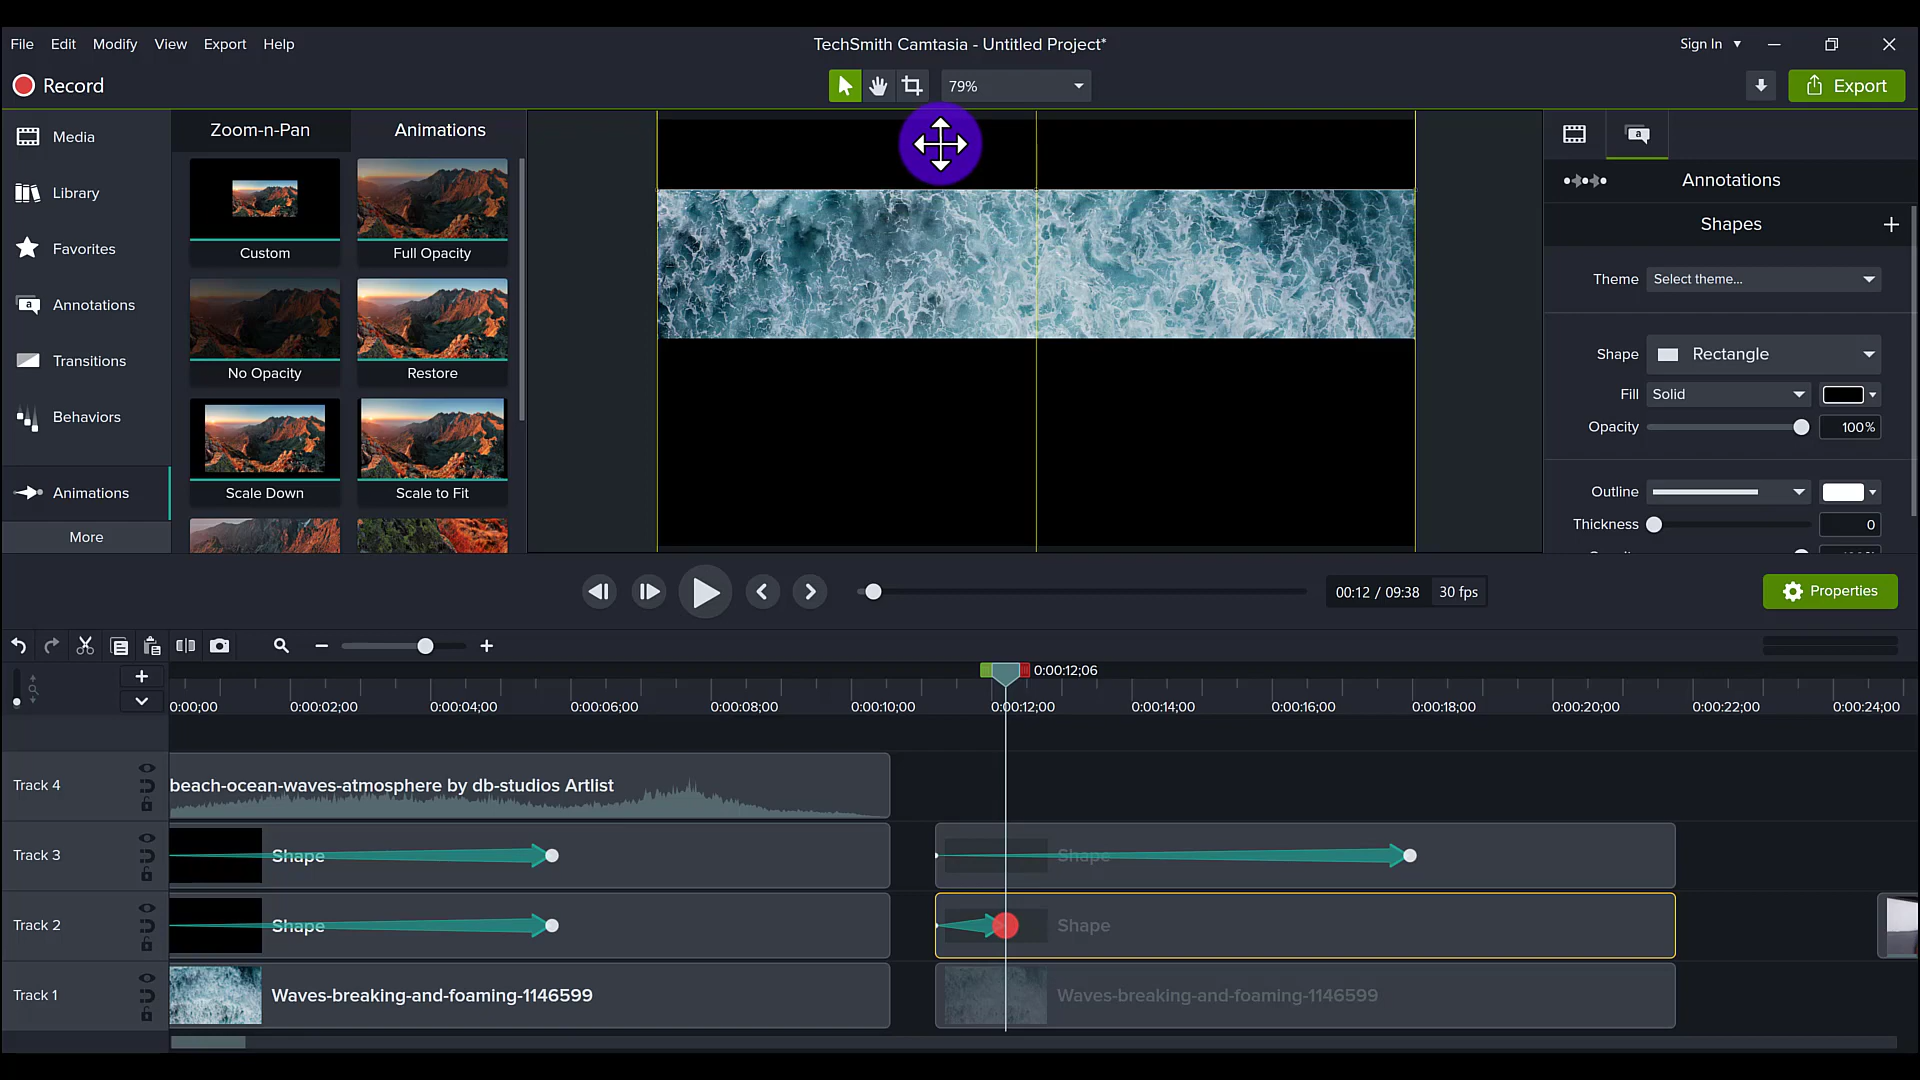 File Edit Modify View Export Help
TechSmith Camtasia - Untitled Project*
Sign In
Record
79%
Export
Media
Library
Favorites
Annotations
Transitions
Behaviors
Animations
More
Zoom-n-Pan Animations
Custom Full Opacity
No Opacity Restore
Scale Down Scale to Fit
a
Annotations
Shapes
Theme Select theme...
Shape Rectangle
Fill Solid
Opacity 100%
Outline
Thickness 0
00:12 / 09:38 30 fps
Properties
0:00:12;06
0:00;00 0:00:02;00 0:00:04;00 0:00:06;00 0:00:08;00 0:00:10;00 0:00:12;00 0:00:14;00 0:00:16;00 0:00:18;00 0:00:20;00 0:00:22;00 0:00:24;00
Track 4 beach-ocean-waves-atmosphere by db-studios Artlist
Track 3 Shape Shape
Track 2 Shape Shape
Track 1 Waves-breaking-and-foaming-1146599 Waves-breaking-and-foaming-1146599